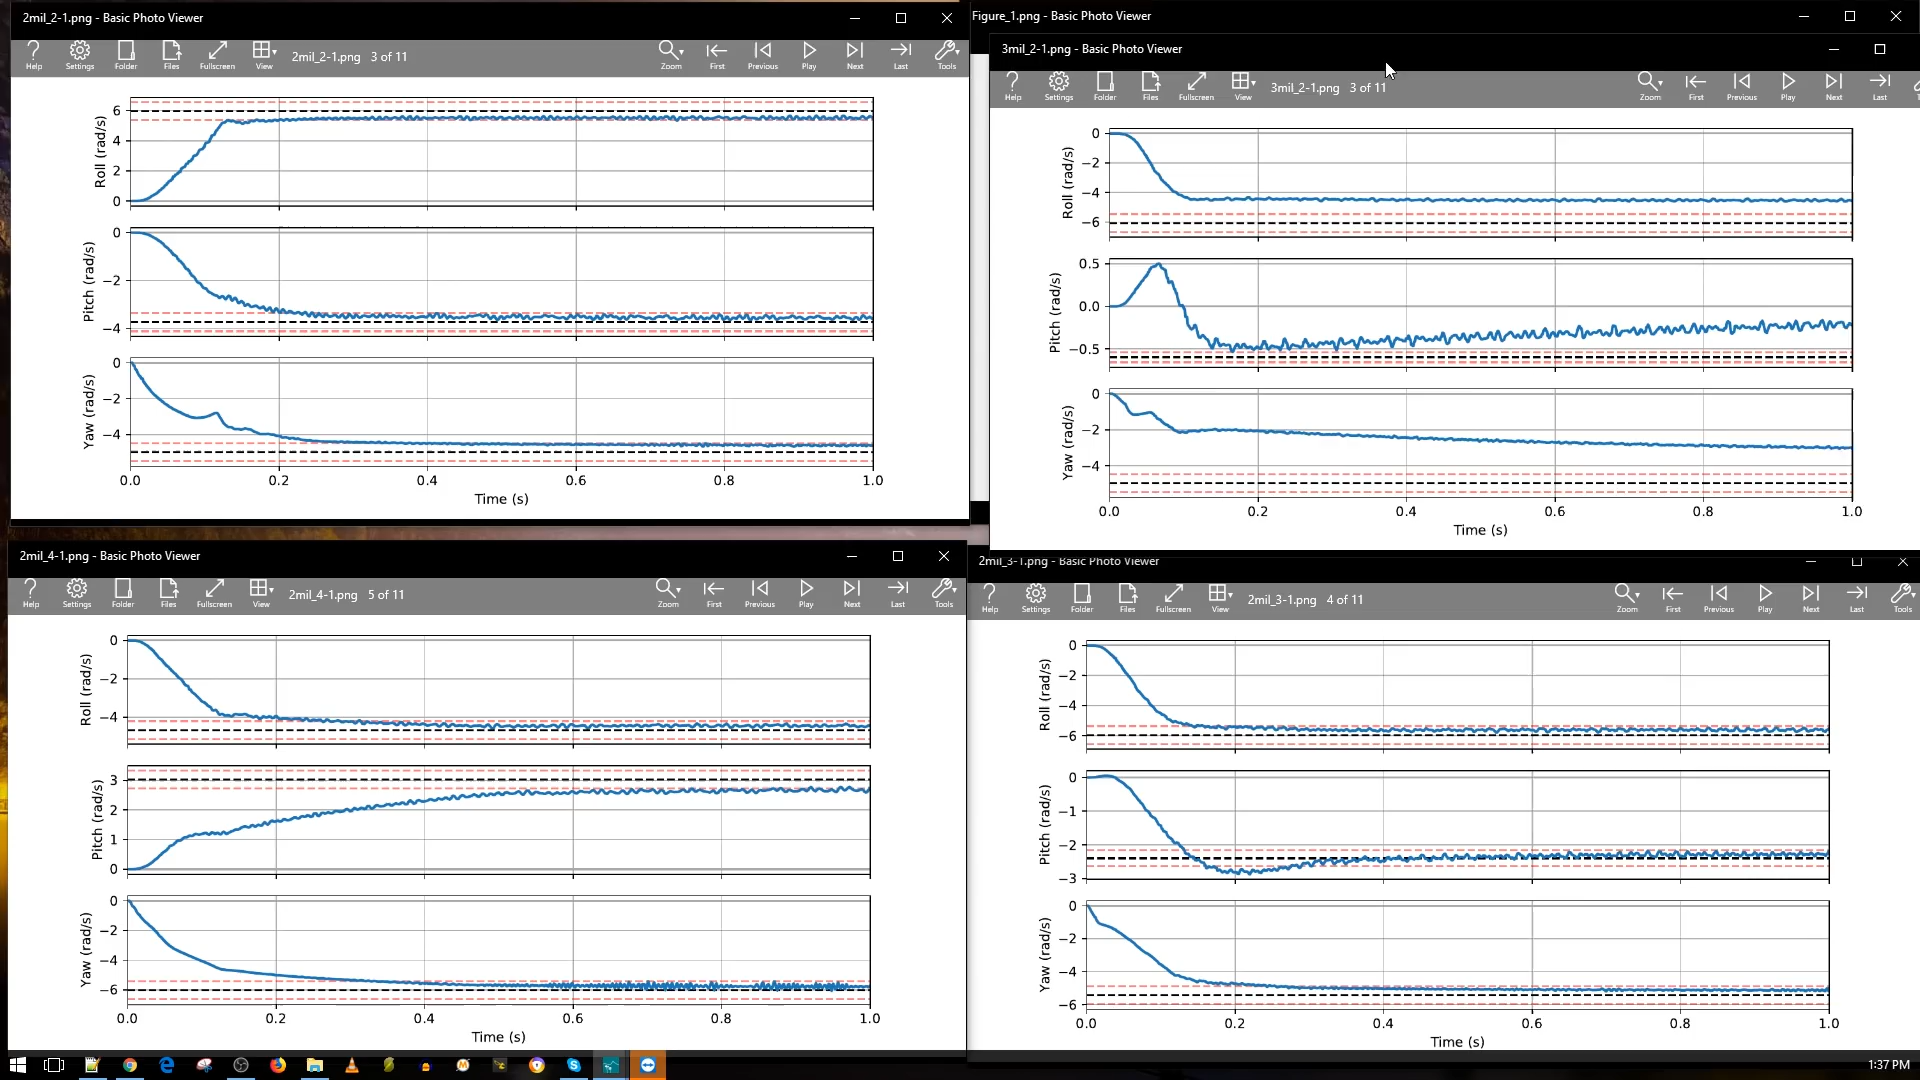 2mil_2-1.png - Basic Photo Viewer
Help Settings Folder Files Fullscreen View 2mil_2-1.png 3 of 11 Zoom First Previous Play Next Last Tools
6
4
2
0
Roll (rad/s)
0
−2
−4
Pitch (rad/s)
0
−2
−4
Yaw (rad/s)
0.0 0.2 0.4 0.6 0.8 1.0
Time (s)
Figure_1.png - Basic Photo Viewer
3mil_2-1.png - Basic Photo Viewer
Help Settings Folder Files Fullscreen View 3mil_2-1.png 3 of 11 Zoom First Previous Play Next Last
0
−2
−4
−6
Roll (rad/s)
0.5
0.0
−0.5
Pitch (rad/s)
0
−2
−4
Yaw (rad/s)
0.0 0.2 0.4 0.6 0.8 1.0
Time (s)
2mil_4-1.png - Basic Photo Viewer
Help Settings Folder Files Fullscreen View 2mil_4-1.png 5 of 11 Zoom First Previous Play Next Last Tools
0
−2
−4
Roll (rad/s)
3
2
1
0
Pitch (rad/s)
0
−2
−4
−6
Yaw (rad/s)
0.0 0.2 0.4 0.6 0.8 1.0
Time (s)
2mil_3-1.png - Basic Photo Viewer
Help Settings Folder Files Fullscreen View 2mil_3-1.png 4 of 11 Zoom First Previous Play Next Last Tools
0
−2
−4
−6
Roll (rad/s)
0
−1
−2
−3
Pitch (rad/s)
0
−2
−4
−6
Yaw (rad/s)
0.0 0.2 0.4 0.6 0.8 1.0
Time (s)
1:37 PM